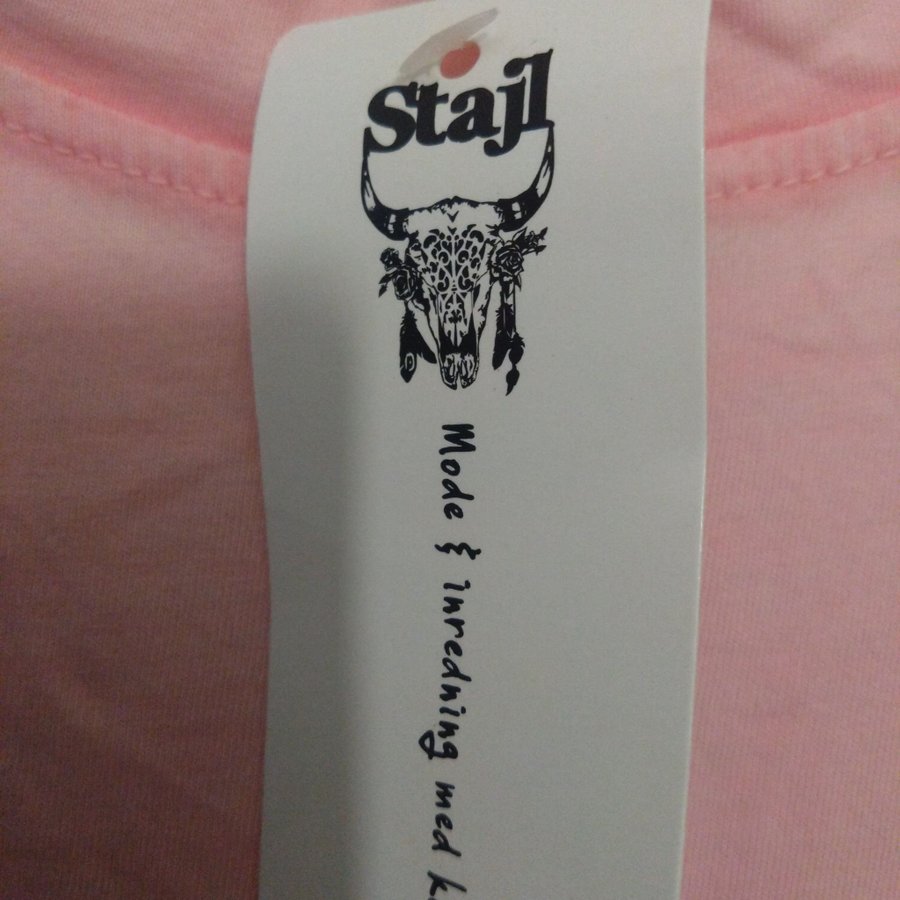 Stajl
Mode & inredning med